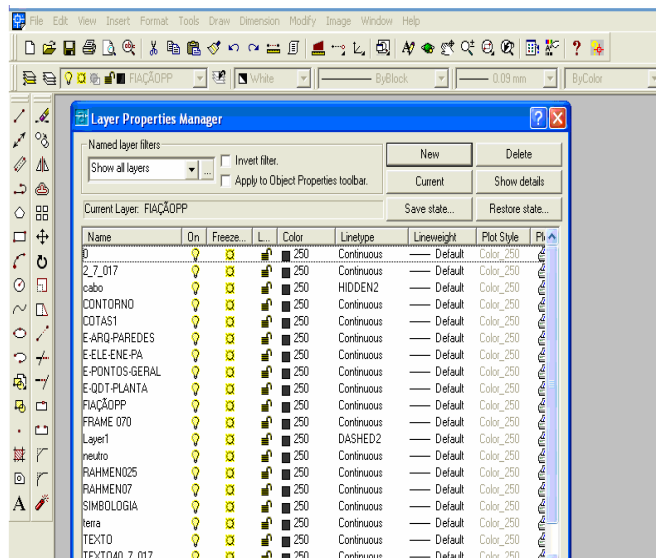 File Edit View Insert Format Tools Draw Dimension Modify Image Window Help
FIAÇÃOPP White ByBlock 0.09 mm ByColor
Layer Properties Manager
Named layer filters
Show all layers ... Invert filter. New Delete
Apply to Object Properties toolbar. Current Show details
Current Layer: FIAÇÃOPP Save state... Restore state...
Name On Freeze... L... Color Linetype Lineweight Plot Style
0 250 Continuous Default Color_250
2_7_017 250 Continuous Default Color_250
cabo 250 HIDDEN2 Default Color_250
CONTORNO 250 Continuous Default Color_250
COTAS1 250 Continuous Default Color_250
E-ARQ-PAREDES 250 Continuous Default Color_250
E-ELE-ENE-PA 250 Continuous Default Color_250
E-PONTOS-GERAL 250 Continuous Default Color_250
E-QDT-PLANTA 250 Continuous Default Color_250
FIAÇÃOPP 250 Continuous Default Color_250
FRAME 070 250 Continuous Default Color_250
Layer1 250 DASHED2 Default Color_250
neutro 250 Continuous Default Color_250
RAHMEN025 250 Continuous Default Color_250
RAHMEN07 250 Continuous Default Color_250
SIMBOLOGIA 250 Continuous Default Color_250
terra 250 Continuous Default Color_250
TEXTO 250 Continuous Default Color_250
TEXTO40_7_017 250 Continuous Default Color_250